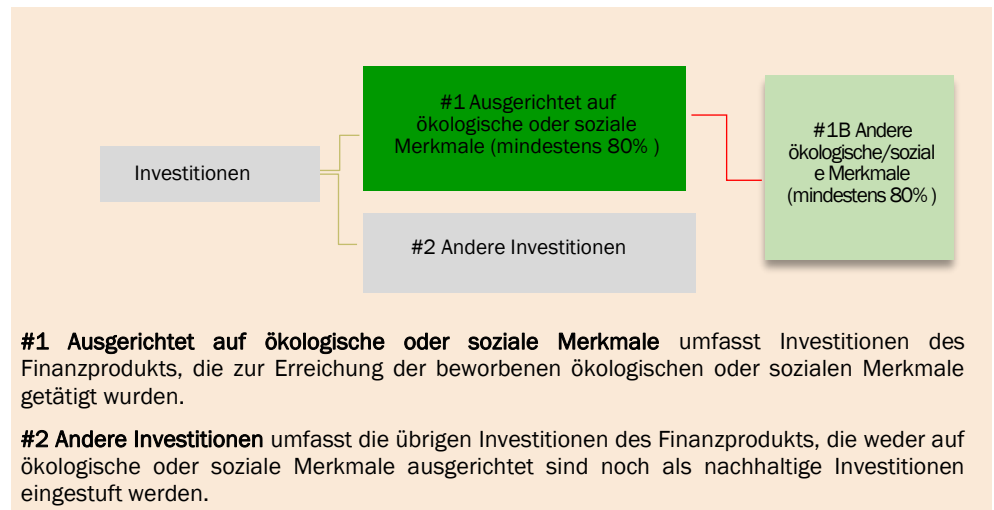 #1 Ausgerichtet auf
ökologische oder soziale
Merkmale (mindestens 80% )
#1B Andere
ökologische/sozial
e Merkmale
(mindestens 80% )
Investitionen
#2 Andere Investitionen
#1 Ausgerichtet auf ökologische oder soziale Merkmale umfasst Investitionen des
Finanzprodukts, die zur Erreichung der beworbenen ökologischen oder sozialen Merkmale
getätigt wurden.
#2 Andere Investitionen umfasst die übrigen Investitionen des Finanzprodukts, die weder auf
ökologische oder soziale Merkmale ausgerichtet sind noch als nachhaltige Investitionen
eingestuft werden.